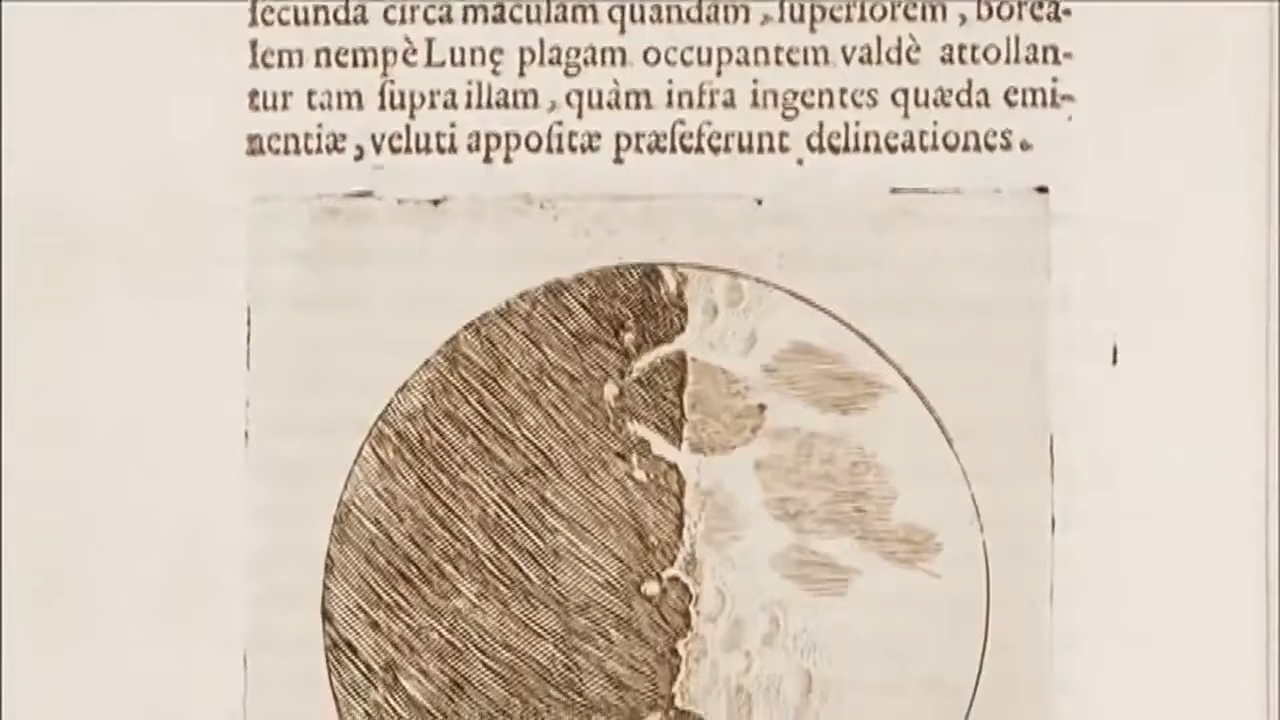 ſecunda circa maculam quandam, ſuperiorem, borea-
lem nempè Lunę plagam occupantem valdè attollan-
tur tam ſupra illam, quàm infra ingentes quæda emi-
nentiæ, veluti appoſitæ præſeferunt delineationes.